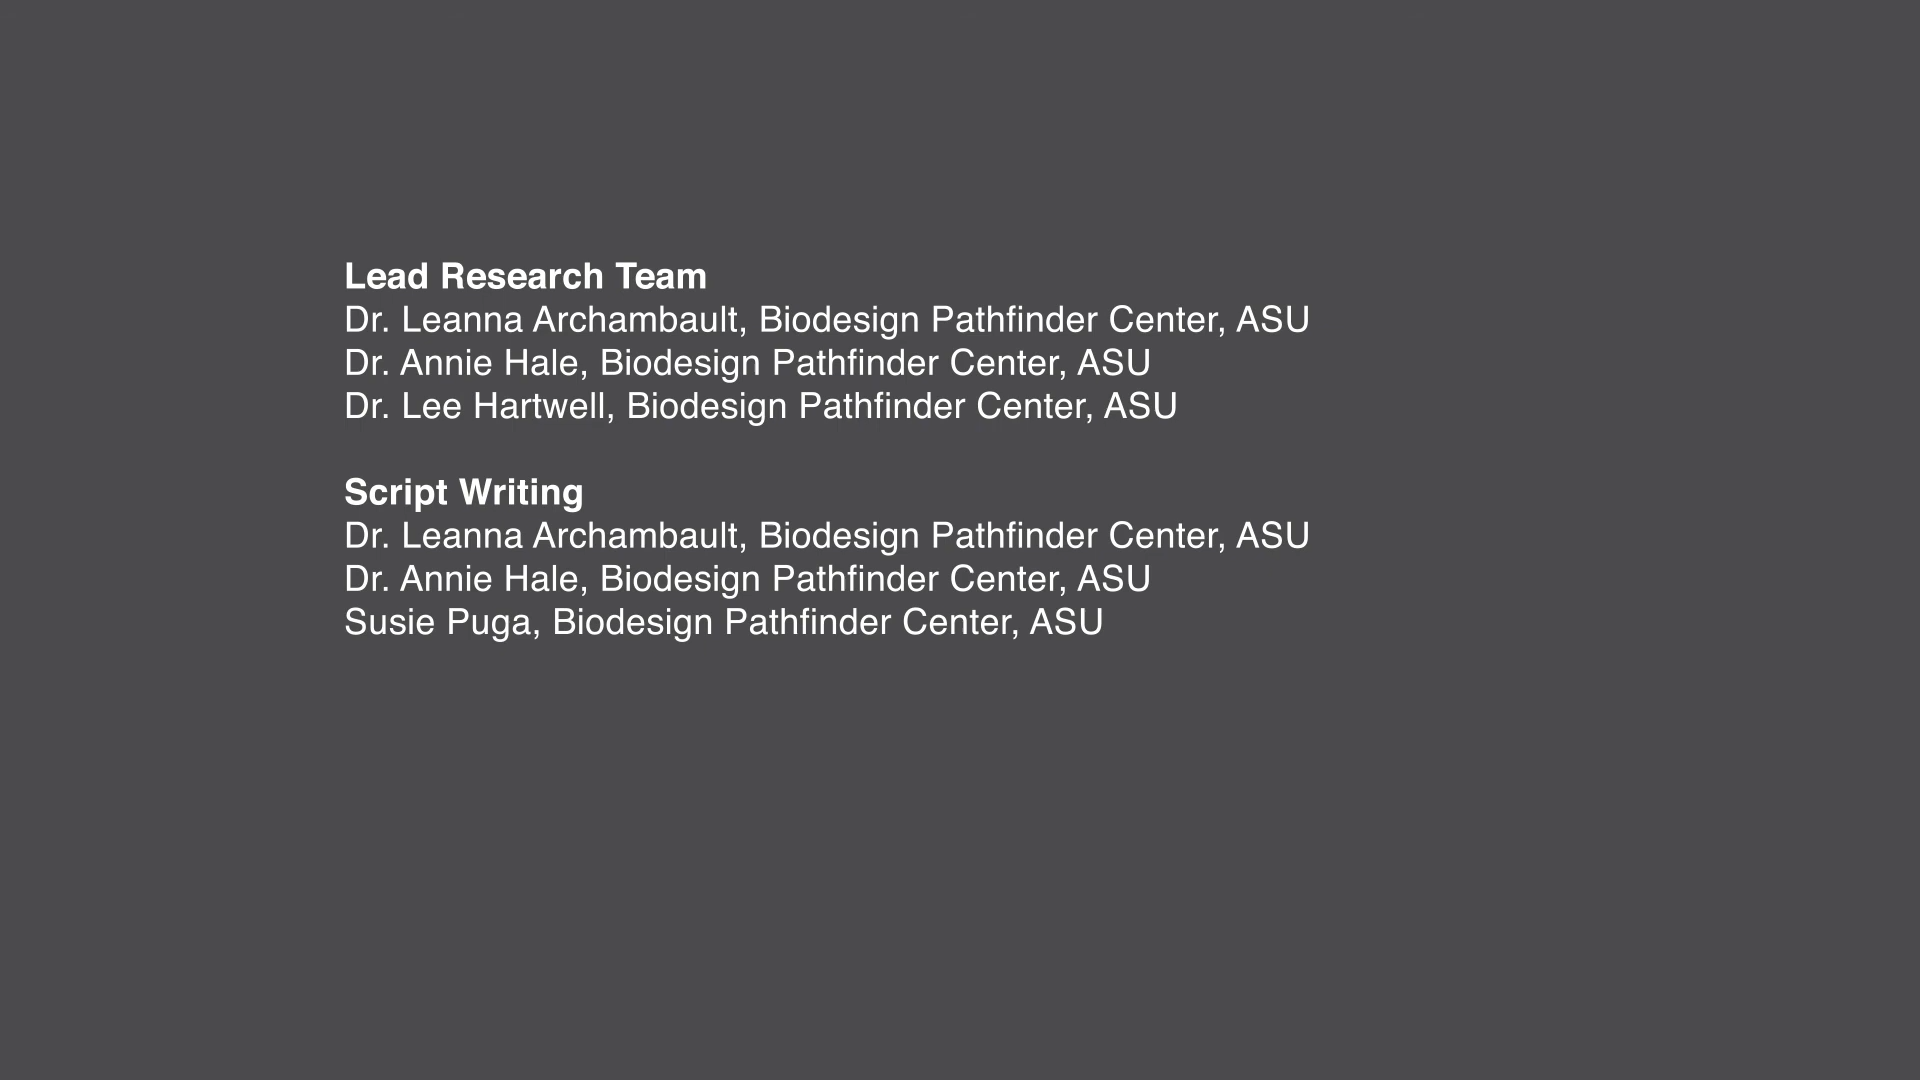 Lead Research Team
Dr. Leanna Archambault, Biodesign Pathfinder Center, ASU
Dr. Annie Hale, Biodesign Pathfinder Center, ASU
Dr. Lee Hartwell, Biodesign Pathfinder Center, ASU
Script Writing
Dr. Leanna Archambault, Biodesign Pathfinder Center, ASU
Dr. Annie Hale, Biodesign Pathfinder Center, ASU
Susie Puga, Biodesign Pathfinder Center, ASU